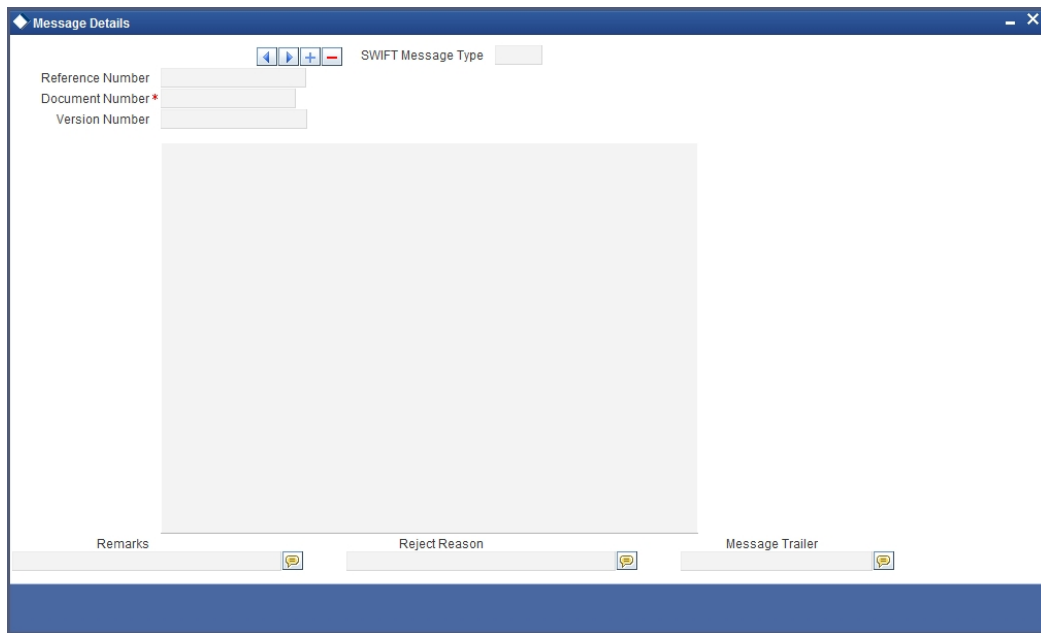 Message Details
SWIFT Message Type
Reference Number
Document Number *
Version Number
Remarks
Reject Reason
Message Trailer